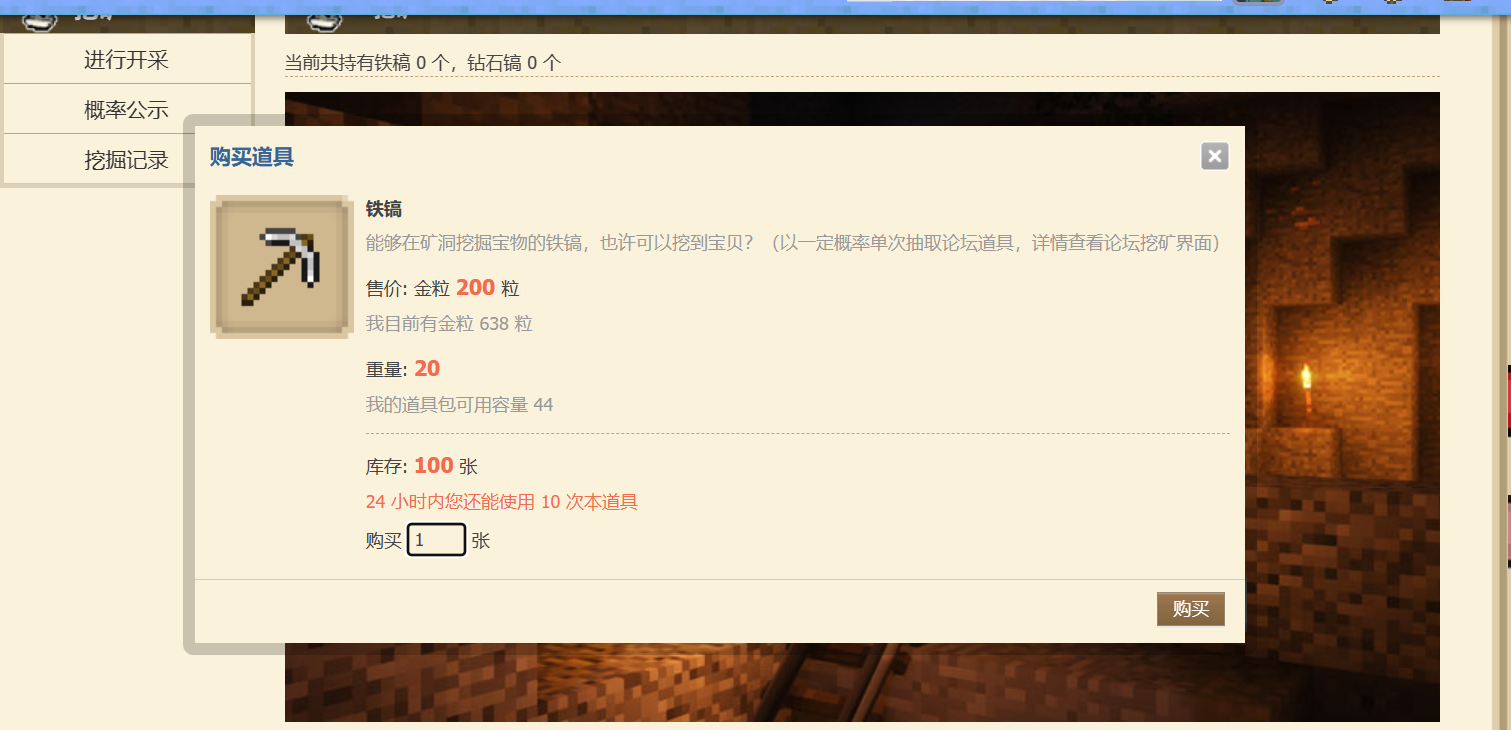 进行开采
概率公示
挖掘记录
当前共持有铁稿 0 个，钻石镐 0 个
购买道具
铁镐
能够在矿洞挖掘宝物的铁镐，也许可以挖到宝贝？（以一定概率单次抽取论坛道具，详情查看论坛挖矿界面）
售价: 金粒 200 粒
我目前有金粒 638 粒
重量: 20
我的道具包可用容量 44
库存: 100 张
24 小时内您还能使用 10 次本道具
购买 1 张
购买